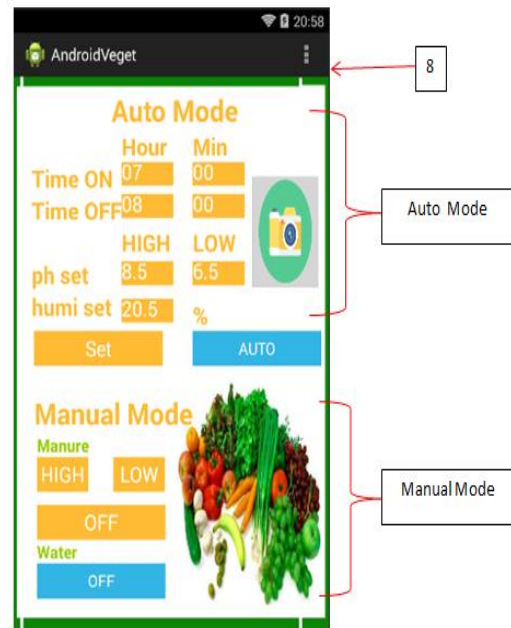 20:58
AndroidVeget
8
Auto Mode
Hour Min
Time ON 07 00
Time OFF 08 00
HIGH LOW
ph set 8.5 6.5
humi set 20.5 %
Set AUTO
Auto Mode
Manual Mode
Manure
HIGH LOW
OFF
Water
OFF
Manual Mode